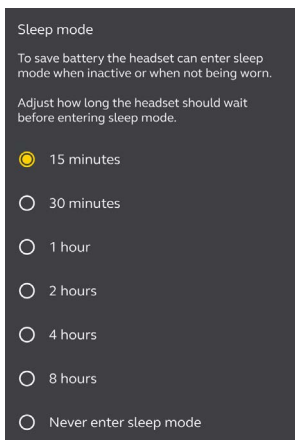 Sleep mode
To save battery the headset can enter sleep
mode when inactive or when not being worn.
Adjust how long the headset should wait
before entering sleep mode.
15 minutes
30 minutes
1 hour
2 hours
4 hours
8 hours
Never enter sleep mode